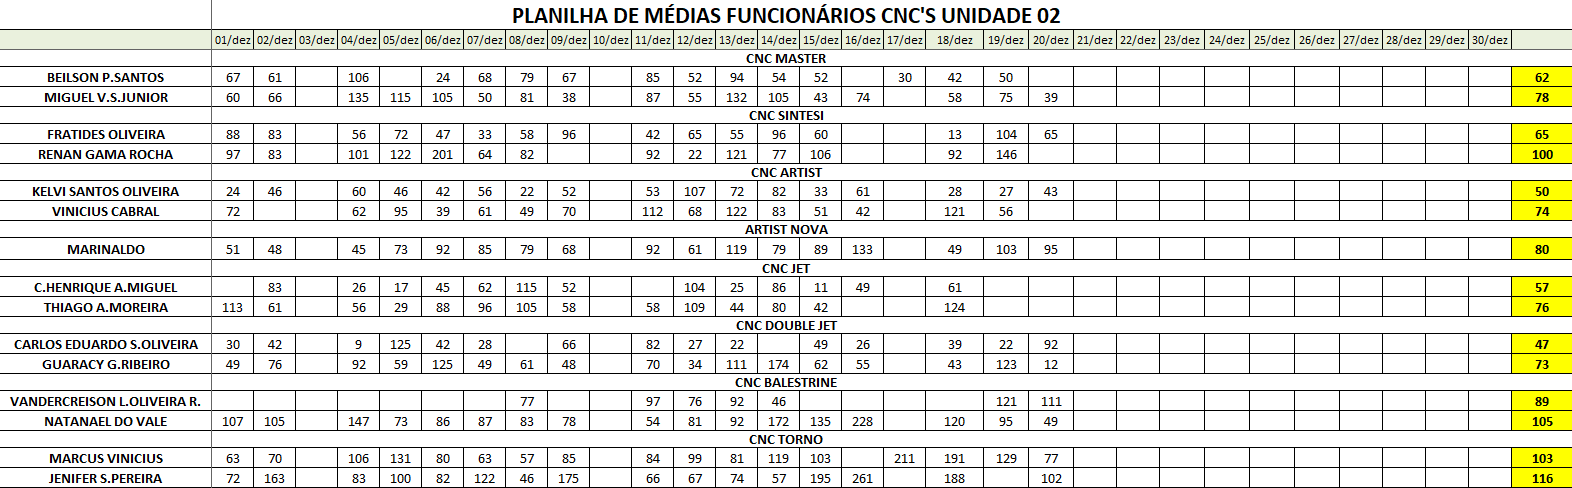 PLANILHA DE MÉDIAS FUNCIONÁRIOS CNC'S UNIDADE 02
01/dez 02/dez 03/dez 04/dez 05/dez 06/dez 07/dez 08/dez 09/dez 10/dez 11/dez 12/dez 13/dez 14/dez 15/dez 16/dez 17/dez 18/dez 19/dez 20/dez 21/dez 22/dez 23/dez 24/dez 25/dez 26/dez 27/dez 28/dez 29/dez 30/dez
CNC MASTER
BEILSON P.SANTOS 67 61 106 24 68 79 67 85 52 94 54 52 30 42 50 62
MIGUEL V.S.JUNIOR 60 66 135 115 105 50 81 38 87 55 132 105 43 74 58 75 39 78
CNC SINTESI
FRATIDES OLIVEIRA 88 83 56 72 47 33 58 96 42 65 55 96 60 13 104 65 65
RENAN GAMA ROCHA 97 83 101 122 201 64 82 92 22 121 77 106 92 146 100
CNC ARTIST
KELVI SANTOS OLIVEIRA 24 46 60 46 42 56 22 52 53 107 72 82 33 61 28 27 43 50
VINICIUS CABRAL 72 62 95 39 61 49 70 112 68 122 83 51 42 121 56 74
ARTIST NOVA
MARINALDO 51 48 45 73 92 85 79 68 92 61 119 79 89 133 49 103 95 80
CNC JET
C.HENRIQUE A.MIGUEL 83 26 17 45 62 115 52 104 25 86 11 49 61 57
THIAGO A.MOREIRA 113 61 56 29 88 96 105 58 58 109 44 80 42 124 76
CNC DOUBLE JET
CARLOS EDUARDO S.OLIVEIRA 30 42 9 125 42 28 66 82 27 22 49 26 39 22 92 47
GUARACY G.RIBEIRO 49 76 92 59 125 49 61 48 70 34 111 174 62 55 43 123 12 73
CNC BALESTRINE
VANDERCREISON L.OLIVEIRA R. 77 97 76 92 46 121 111 89
NATANAEL DO VALE 107 105 147 73 86 87 83 78 54 81 92 172 135 228 120 95 49 105
CNC TORNO
MARCUS VINICIUS 63 70 106 131 80 63 57 85 84 99 81 119 103 211 191 129 77 103
JENIFER S.PEREIRA 72 163 83 100 82 122 46 175 66 67 74 57 195 261 188 102 116